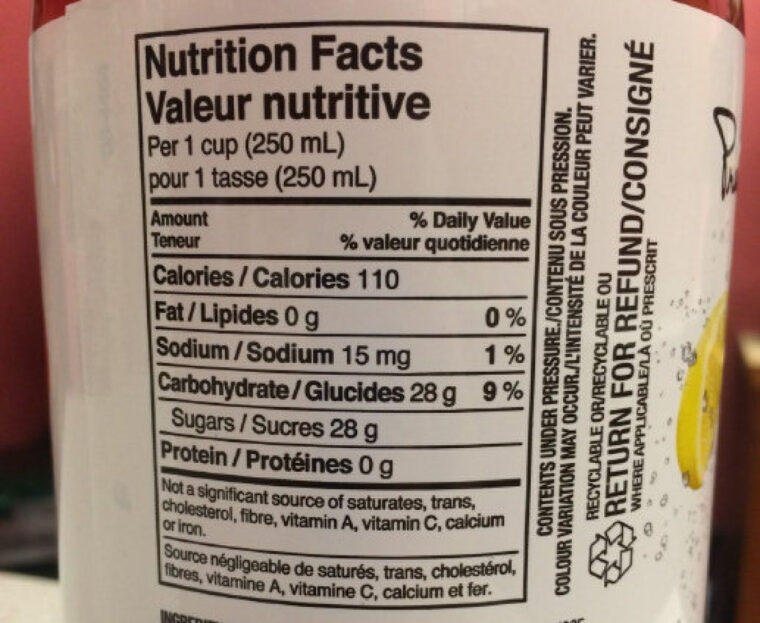 Nutrition Facts
Valeur nutritive
Per 1 cup (250 mL)
pour 1 tasse (250 mL)
Amount % Daily Value
Teneur % valeur quotidienne
Calories / Calories 110
Fat / Lipides 0 g 0 %
Sodium / Sodium 15 mg 1 %
Carbohydrate / Glucides 28 g 9 %
Sugars / Sucres 28 g
Protein / Protéines 0 g
Not a significant source of saturates, trans,
cholesterol, fibre, vitamin A, vitamin C, calcium
or iron.
Source négligeable de saturés, trans, cholestérol,
fibres, vitamine A, vitamine C, calcium et fer.
CONTENTS UNDER PRESSURE./CONTENU SOUS PRESSION.
COLOUR VARIATION MAY OCCUR./L'INTENSITÉ DE LA COULEUR PEUT VARIER.
RECYCLABLE OR/RECYCLABLE OU
RETURN FOR REFUND/CONSIGNÉ
WHERE APPLICABLE/LÀ OÙ PRESCRIT